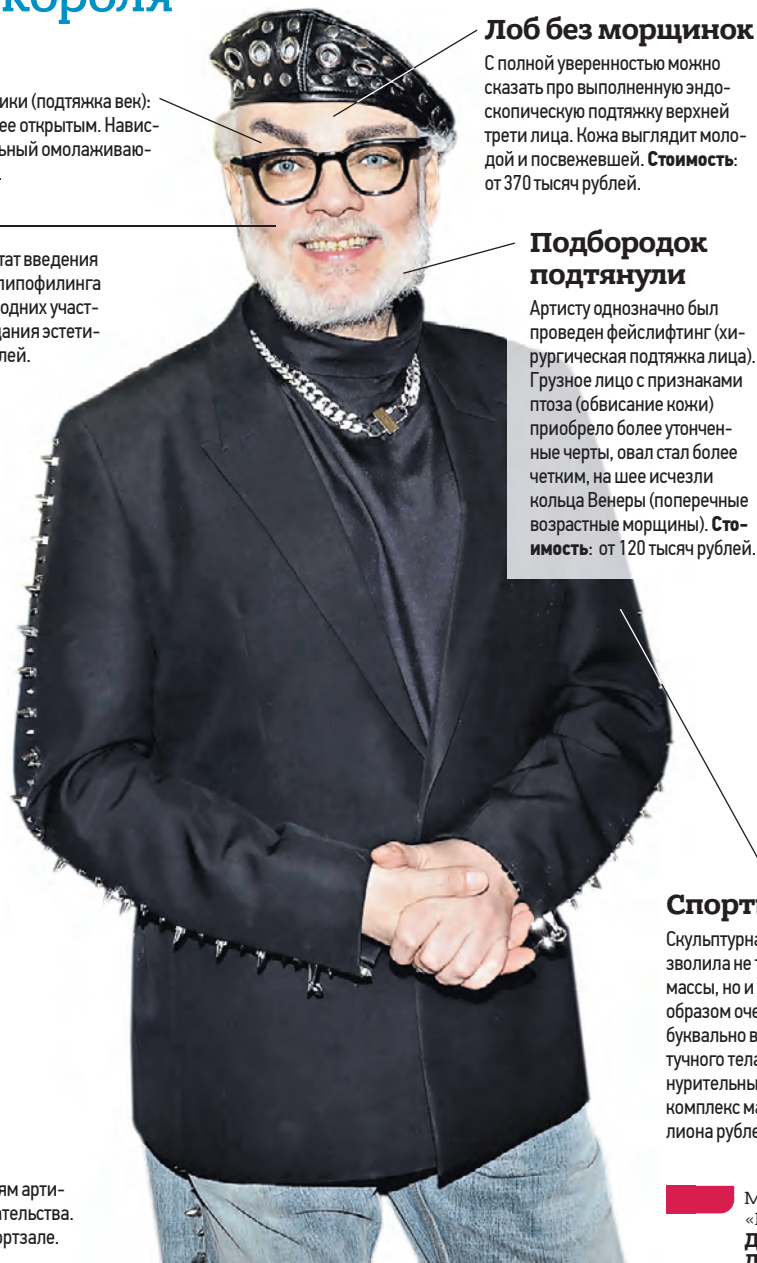 короля
ики (подтяжка век):
ее открытым. Навис-
ьный омолаживаю-
.
тат введения
липофилинга
одних участ-
дания эстети-
лей.
Лоб без морщинок
С полной уверенностью можно
сказать про выполненную эндо-
скопическую подтяжку верхней
трети лица. Кожа выглядит моло-
дой и посвежевшей. Стоимость:
от 370 тысяч рублей.
Подбородок
подтянули
Артисту однозначно был
проведен фейслифтинг (хи-
рургическая подтяжка лица).
Грузное лицо с признаками
птоза (обвисание кожи)
приобрело более утончен-
ные черты, овал стал более
четким, на шее исчезли
кольца Венеры (поперечные
возрастные морщины). Сто-
имость: от 120 тысяч рублей.
Спорт
Скульптурна
зволила не т
массы, но и
образом оче
буквально в
тучного тела
нурительны
комплекс ма
лиона рубле
ям арти-
ательства.
ортзале.